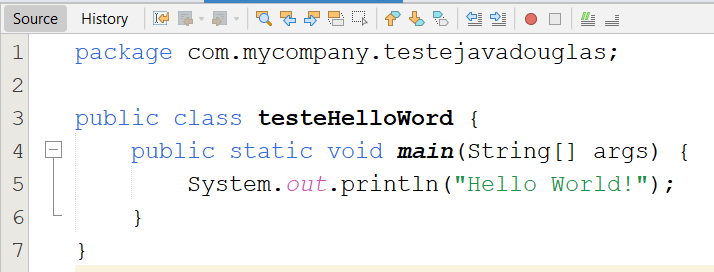 Source History
1 package com.mycompany.testejavadouglas;
2
3 public class testeHelloWord {
4 public static void main(String[] args) {
5 System.out.println("Hello World!");
6 }
7 }